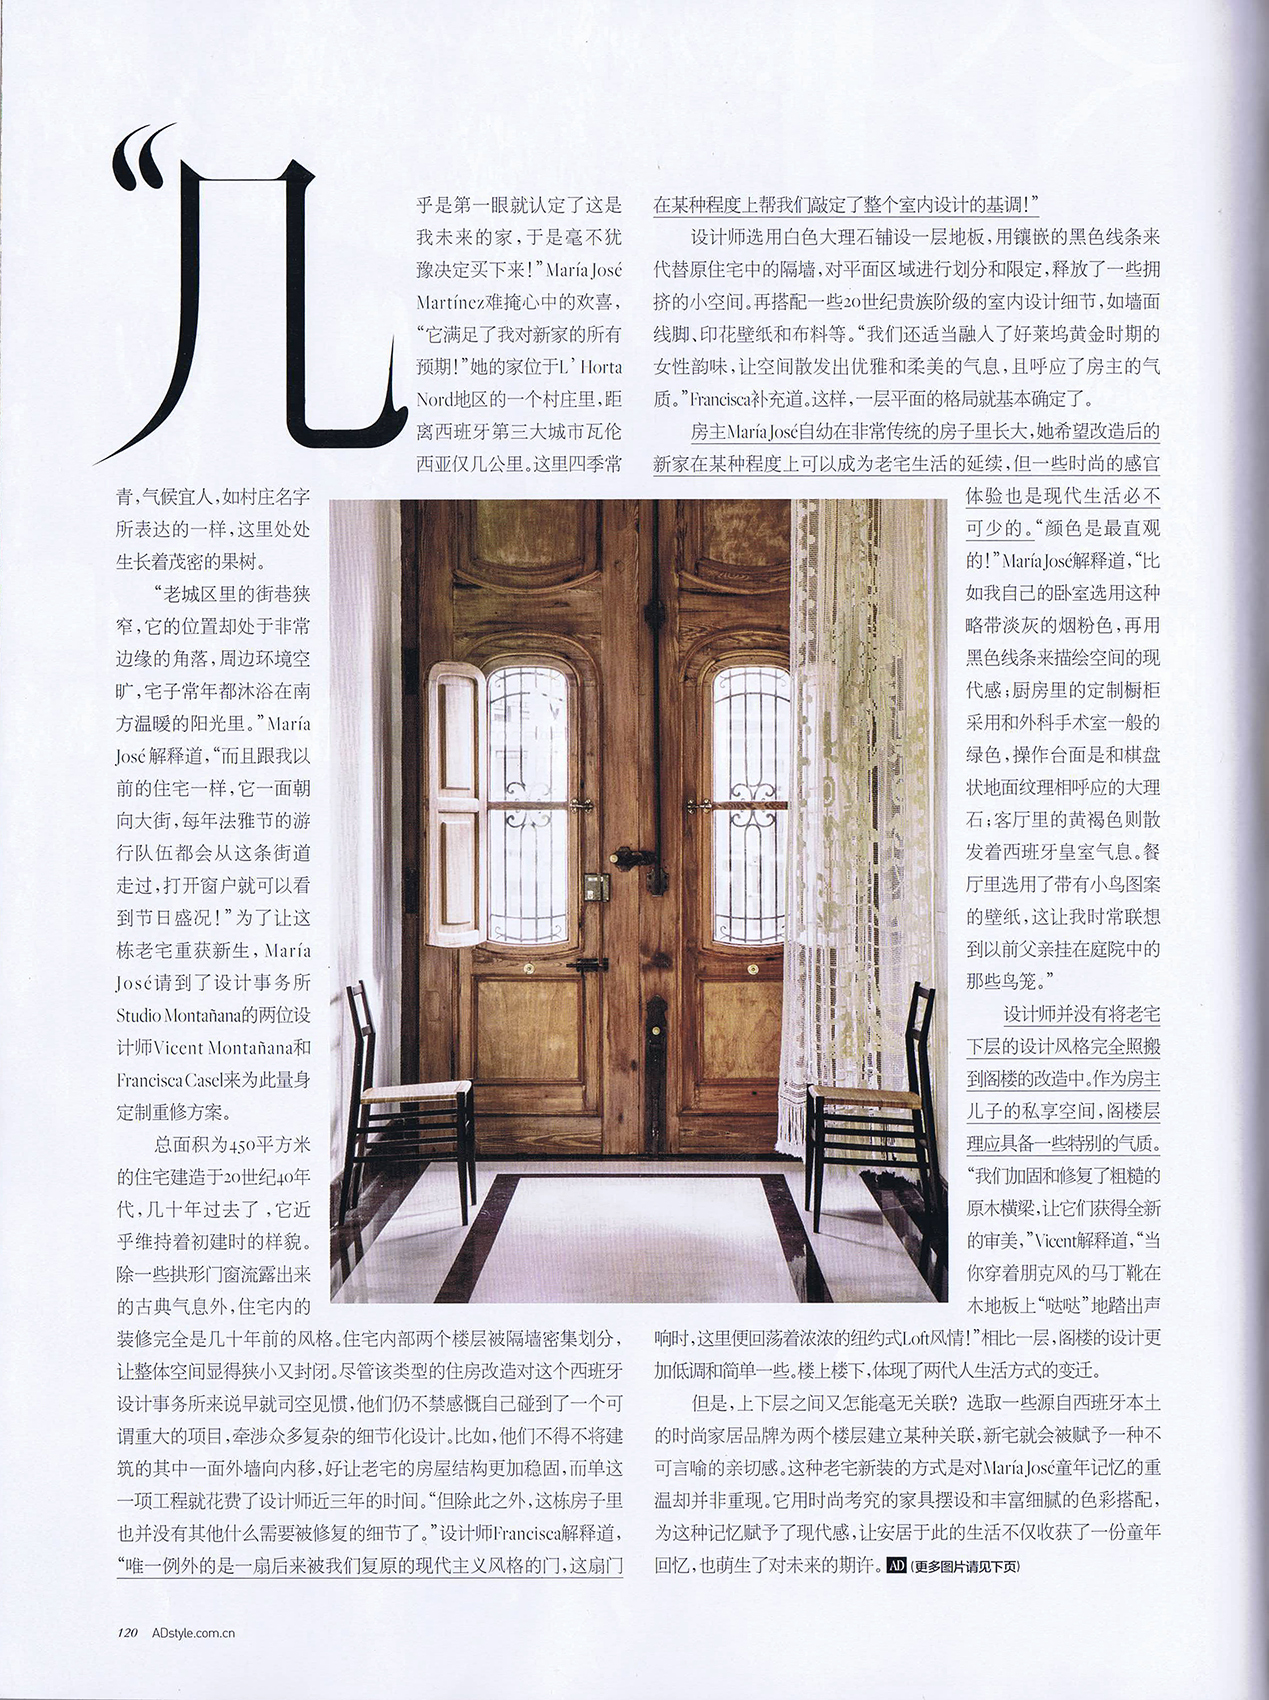 “几
乎是第一眼就认定了这是
我未来的家，于是毫不犹
豫决定买下来！”María José
Martínez难掩心中的欢喜，
“它满足了我对新家的所有
预期！”她的家位于L’Horta
Nord地区的一个村庄里，距
离西班牙第三大城市瓦伦
西亚仅几公里。这里四季常
青，气候宜人，如村庄名字
所表达的一样，这里处处
生长着茂密的果树。
“老城区里的街巷狭
窄，它的位置却处于非常
边缘的角落，周边环境空
旷，宅子常年都沐浴在南
方温暖的阳光里。”María
José 解释道，“而且跟我以
前的住宅一样，它一面朝
向大街，每年法雅节的游
行队伍都会从这条街道
走过，打开窗户就可以看
到节日盛况！”为了让这
栋老宅重获新生，María
José请到了设计事务所
Studio Montañana的两位设
计师Vicent Montañana和
Francisca Casel来为此量身
定制重修方案。
总面积为450平方米
的住宅建造于20世纪40年
代，几十年过去了，它近
乎维持着初建时的样貌。
除一些拱形门窗流露出来
的古典气息外，住宅内的
装修完全是几十年前的风格。住宅内部两个楼层被隔墙密集划分，
让整体空间显得狭小又封闭。尽管该类型的住房改造对这个西班牙
设计事务所来说早就司空见惯，他们仍不禁感慨自己碰到了一个可
谓重大的项目，牵涉众多复杂的细节化设计。比如，他们不得不将建
筑的其中一面外墙向内移，好让老宅的房屋结构更加稳固，而单这
一项工程就花费了设计师近三年的时间。“但除此之外，这栋房子里
也并没有其他什么需要被修复的细节了。”设计师Francisca解释道，
“唯一例外的是一扇后来被我们复原的现代主义风格的门，这扇门
在某种程度上帮我们敲定了整个室内设计的基调！”
设计师选用白色大理石铺设一层地板，用镶嵌的黑色线条来
代替原住宅中的隔墙，对平面区域进行划分和限定，释放了一些拥
挤的小空间。再搭配一些20世纪贵族阶级的室内设计细节，如墙面
线脚、印花壁纸和布料等。“我们还适当融入了好莱坞黄金时期的
女性韵味，让空间散发出优雅和柔美的气息，且呼应了房主的气
质。”Francisca补充道。这样，一层平面的格局就基本确定了。
房主María José自幼在非常传统的房子里长大，她希望改造后的
新家在某种程度上可以成为老宅生活的延续，但一些时尚的感官
体验也是现代生活必不
可少的。“颜色是最直观
的！”María José解释道，“比
如我自己的卧室选用这种
略带淡灰的烟粉色，再用
黑色线条来描绘空间的现
代感；厨房里的定制橱柜
采用和外科手术室一般的
绿色，操作台面是和棋盘
状地面纹理相呼应的大理
石；客厅里的黄褐色则散
发着西班牙皇室气息。餐
厅里选用了带有小鸟图案
的壁纸，这让我时常联想
到以前父亲挂在庭院中的
那些鸟笼。”
设计师并没有将老宅
下层的设计风格完全照搬
到阁楼的改造中。作为房主
儿子的私享空间，阁楼层
理应具备一些特别的气质。
“我们加固和修复了粗糙的
原木横梁，让它们获得全新
的审美，”Vicent解释道，“当
你穿着朋克风的马丁靴在
木地板上“哒哒”地踏出声
响时，这里便回荡着浓浓的纽约式Loft风情！”相比一层，阁楼的设计更
加低调和简单一些。楼上楼下，体现了两代人生活方式的变迁。
但是，上下层之间又怎能毫无关联？选取一些源自西班牙本土
的时尚家居品牌为两个楼层建立某种关联，新宅就会被赋予一种不
可言喻的亲切感。这种老宅新装的方式是对María José童年记忆的重
温却并非重现。它用时尚考究的家具摆设和丰富细腻的色彩搭配，
为这种记忆赋予了现代感，让安居于此的生活不仅收获了一份童年
回忆，也萌生了对未来的期许。AD（更多图片请见下页）
120 ADstyle.com.cn